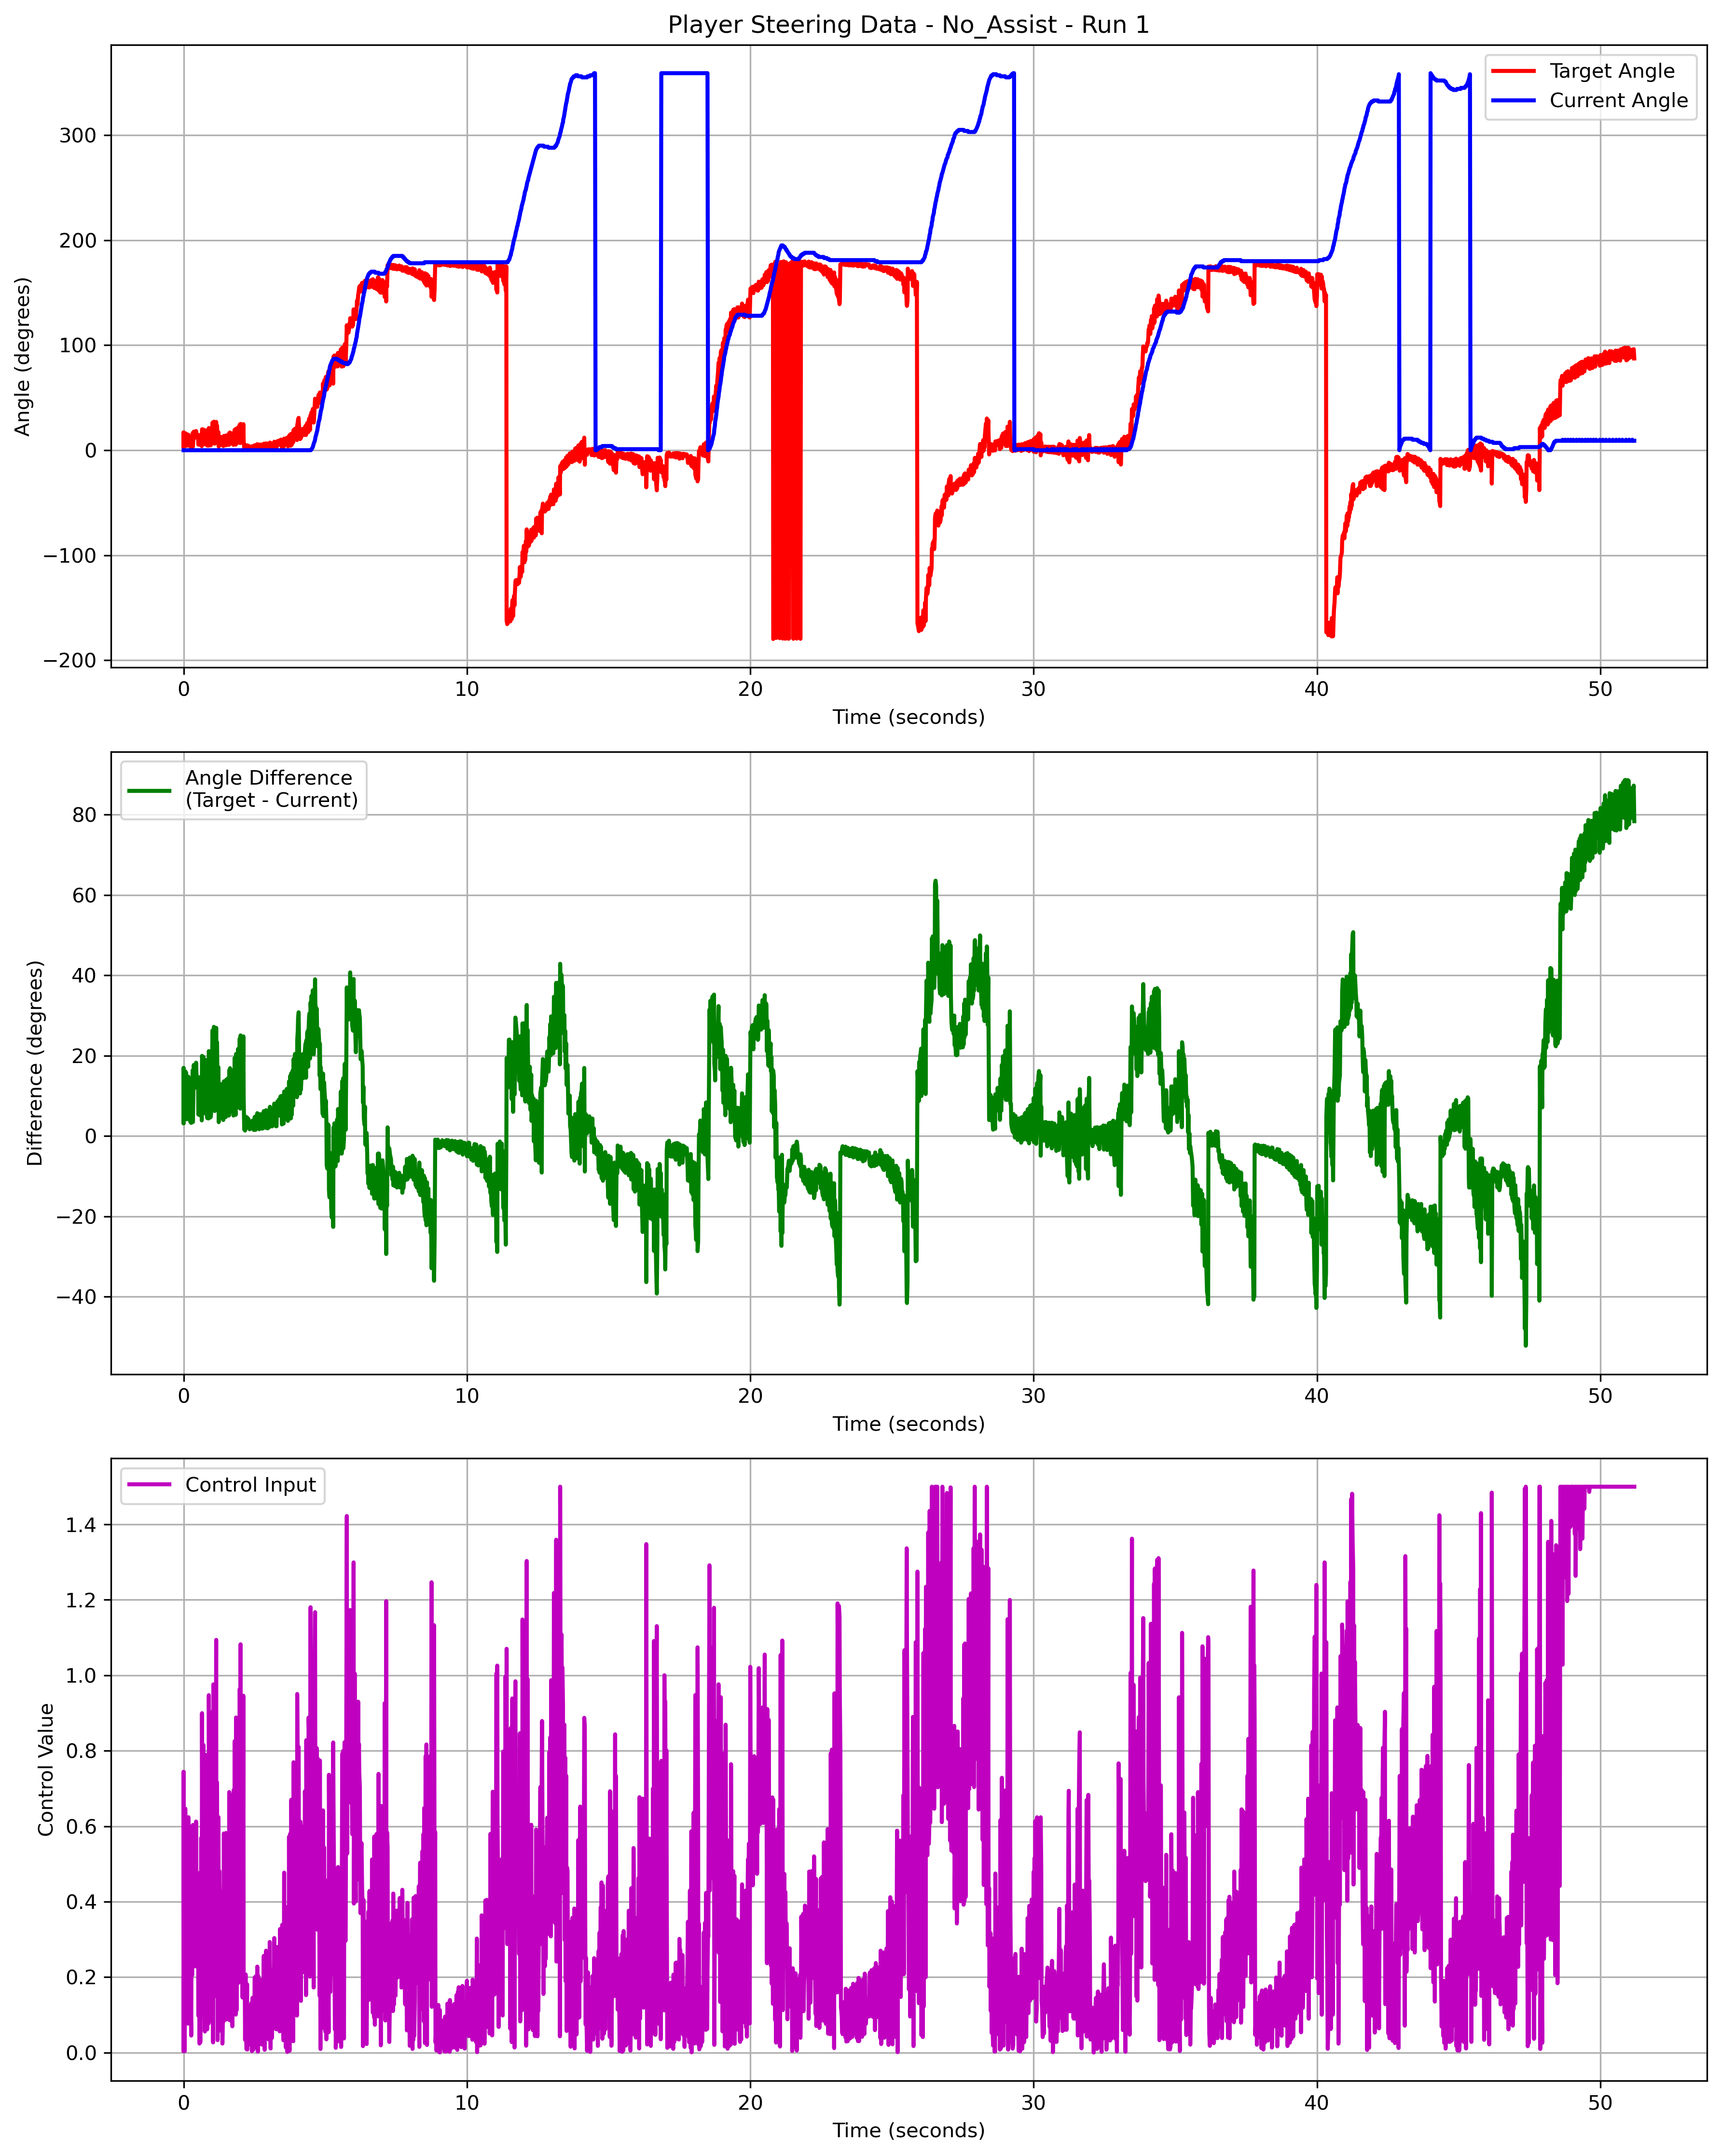 Player Steering Data - No_Assist - Run 1
Angle (degrees)
300
200
100
0
−100
−200
Target Angle
Current Angle
0 10 20 30 40 50
Time (seconds)
Difference (degrees)
80
60
40
20
0
−20
−40
Angle Difference
(Target - Current)
0 10 20 30 40 50
Time (seconds)
Control Value
1.4
1.2
1.0
0.8
0.6
0.4
0.2
0.0
Control Input
0 10 20 30 40 50
Time (seconds)